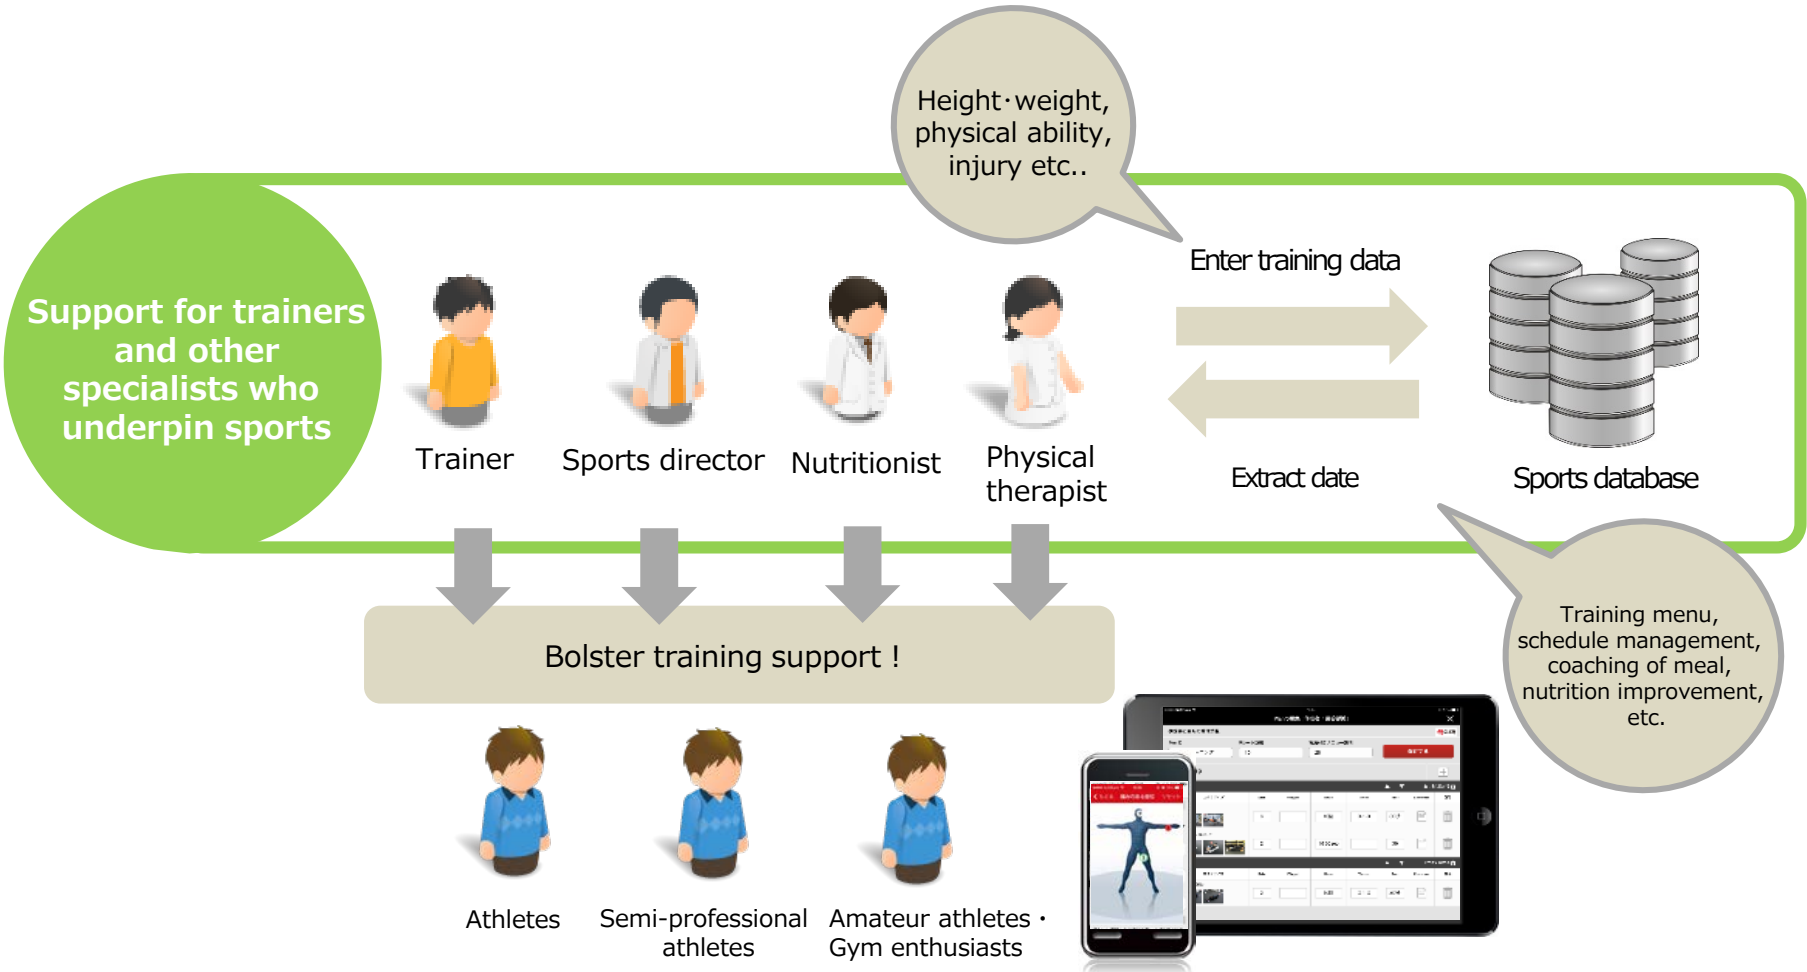 Height・weight,
physical ability,
injury etc..
Support for trainers
and other
specialists who
underpin sports
Enter training data
Trainer
Sports director
Nutritionist
Physical
therapist
Extract date
Sports database
Bolster training support !
Training menu,
schedule management,
coaching of meal,
nutrition improvement,
etc.
Athletes
Semi-professional
athletes
Amateur athletes・
Gym enthusiasts